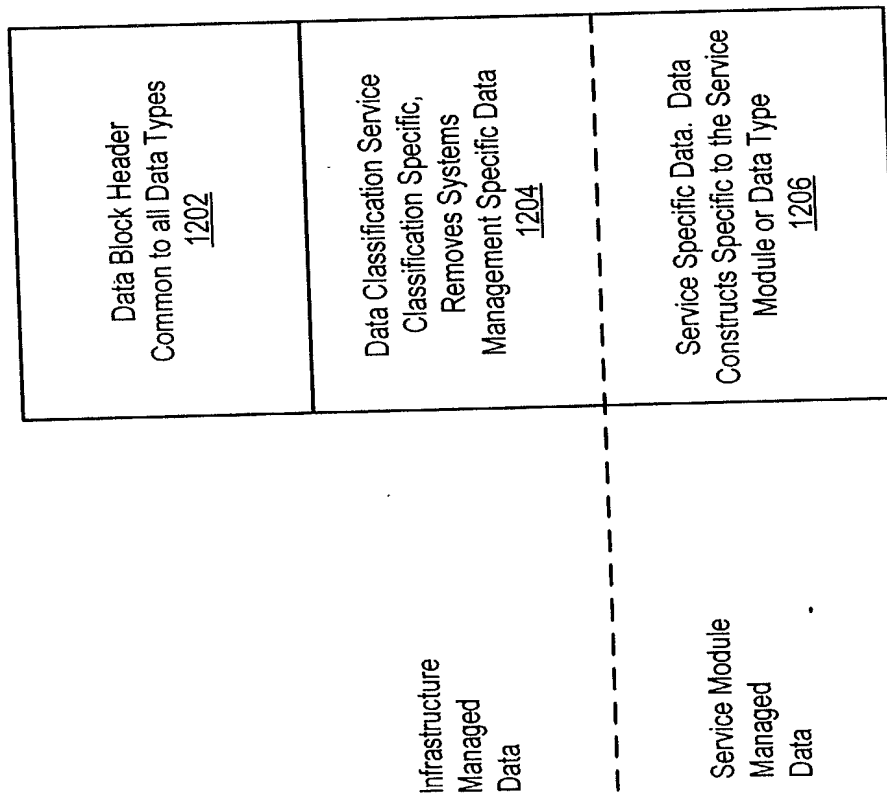 Data Block Header
Common to all Data Types
1202
Data Classification Service
Classification Specific,
Removes Systems
Management Specific Data
1204
Service Specific Data. Data
Constructs Specific to the Service
Module or Data Type
1206
Infrastructure
Managed
Data
Service Module
Managed
Data